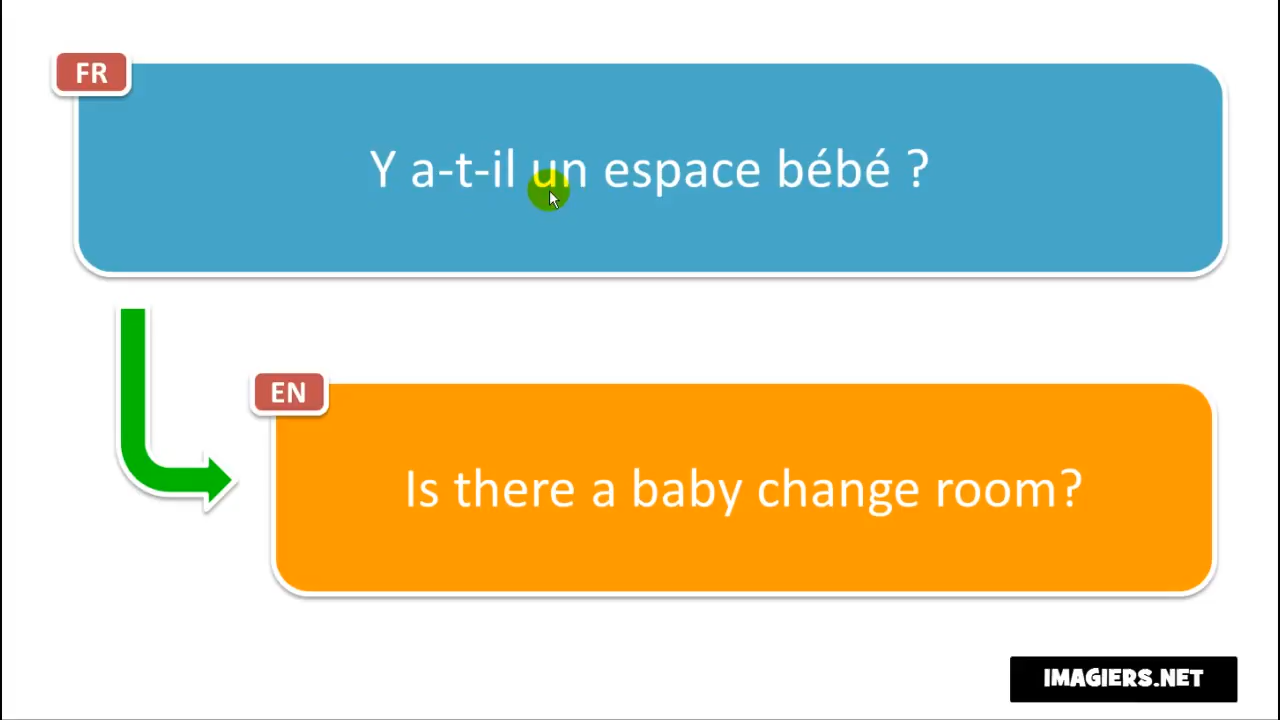 FR
Y a-t-il un espace bébé ?
EN
Is there a baby change room?
IMAGIERS.NET